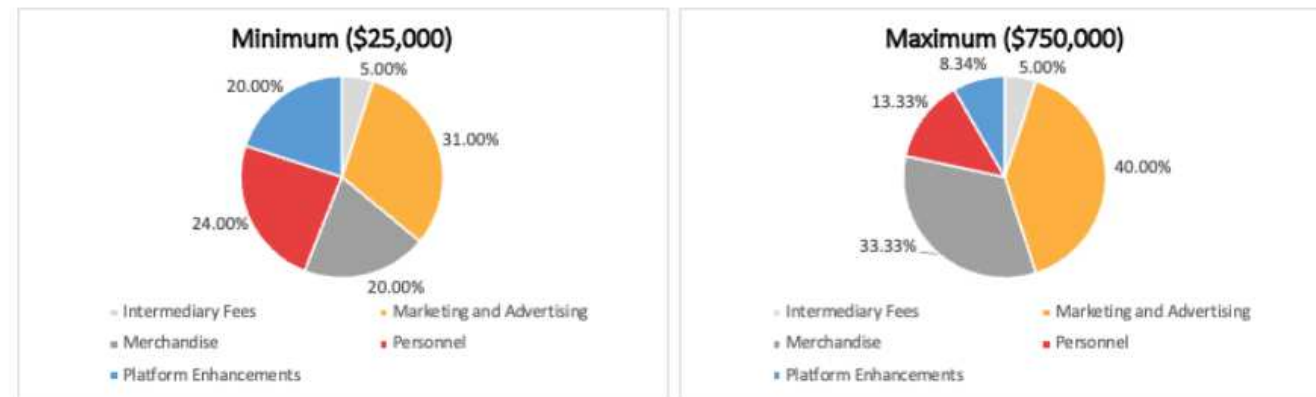 Minimum ($25,000)
5.00%
20.00%
31.00%
24.00%
20.00%
Intermediary Fees
Marketing and Advertising
Merchandise
Personnel
Platform Enhancements
Maximum ($750,000)
8.34%
5.00%
13.33%
40.00%
33.33%
Intermediary Fees
Marketing and Advertising
Merchandise
Personnel
Platform Enhancements